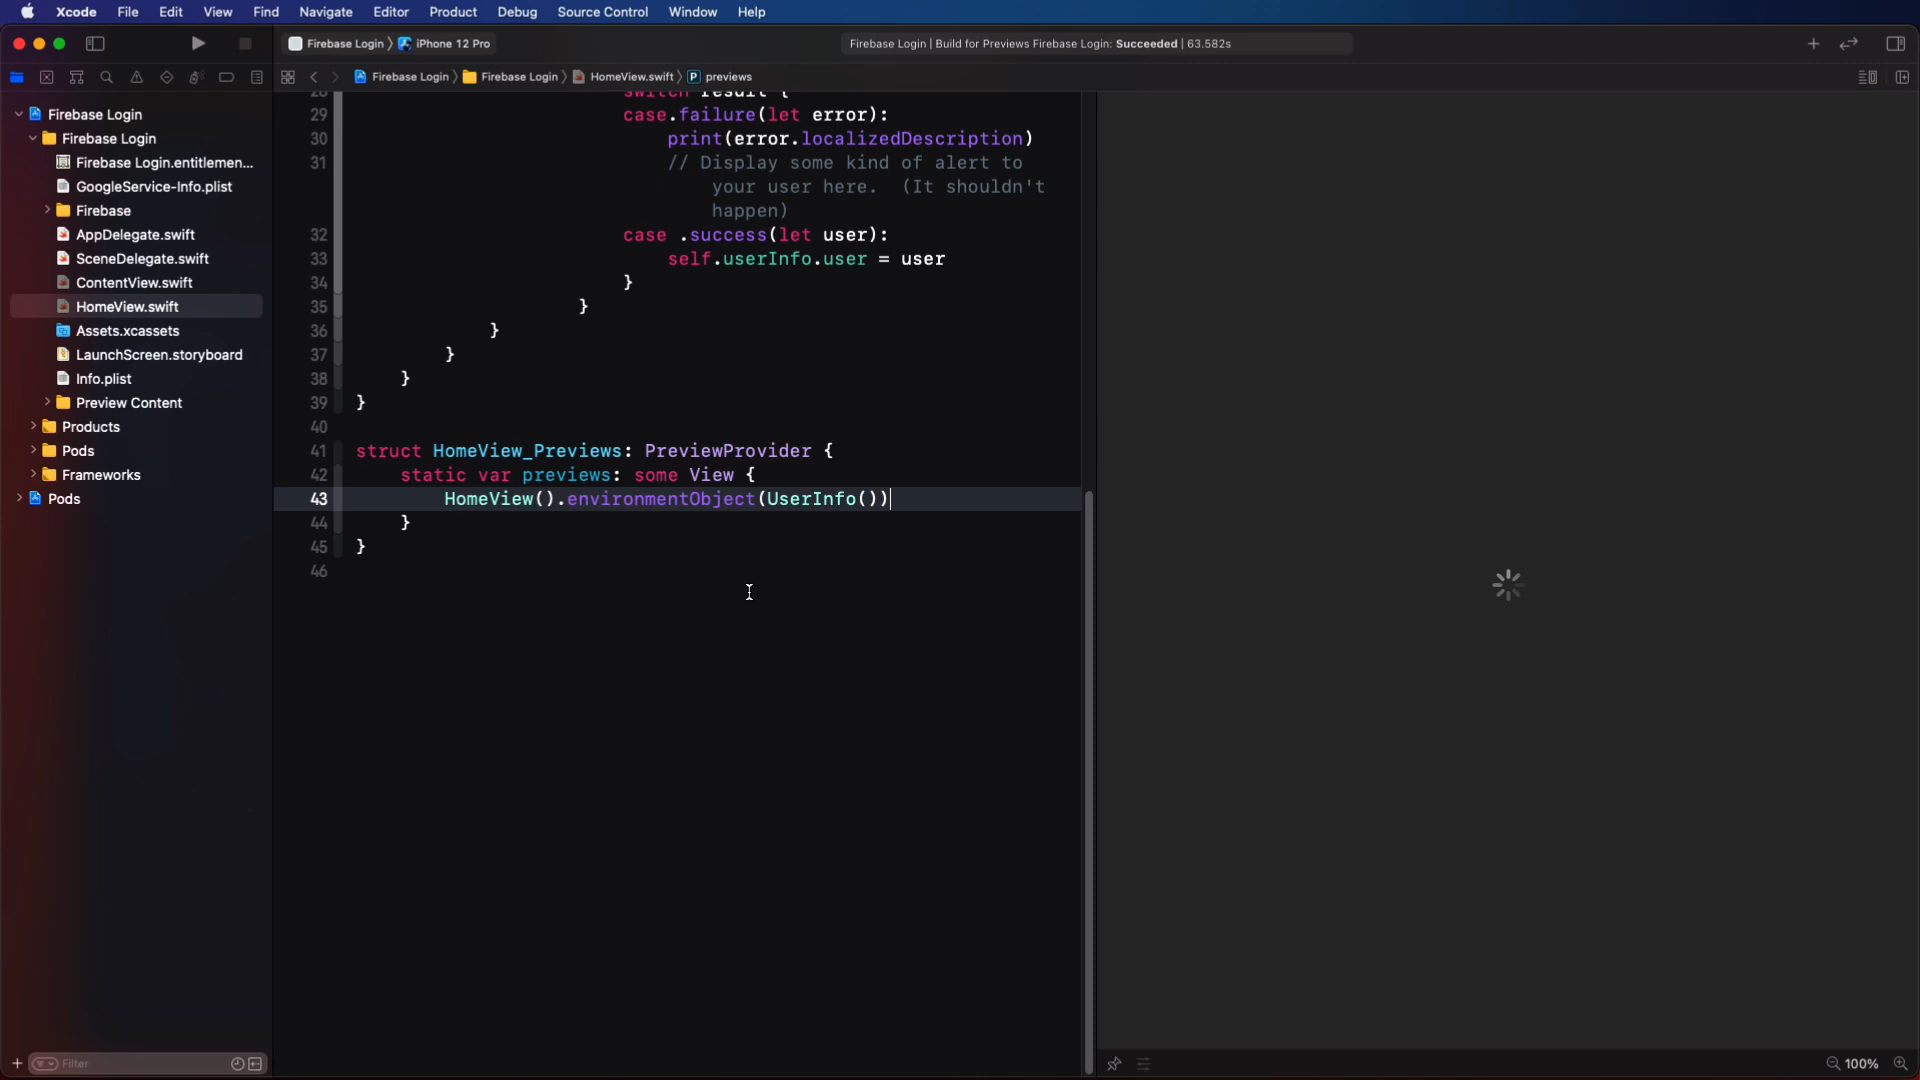 Xcode File Edit View Find Navigate Editor Product Debug Source Control Window Help
Firebase Login iPhone 12 Pro Firebase Login | Build for Previews Firebase Login: Succeeded | 63.582s
Firebase Login Firebase Login HomeView.swift P previews
Firebase Login
Firebase Login
Firebase Login.entitlemen...
GoogleService-Info.plist
Firebase
AppDelegate.swift
SceneDelegate.swift
ContentView.swift
HomeView.swift
Assets.xcassets
LaunchScreen.storyboard
Info.plist
Preview Content
Products
Pods
Frameworks
Pods
Filter
28 switch result {
29 case.failure(let error):
30 print(error.localizedDescription)
31 // Display some kind of alert to
your user here. (It shouldn't
happen)
32 case .success(let user):
33 self.userInfo.user = user
34 }
35 }
36 }
37 }
38 }
39 }
40
41 struct HomeView_Previews: PreviewProvider {
42 static var previews: some View {
43 HomeView().environmentObject(UserInfo())
44 }
45 }
46
100%